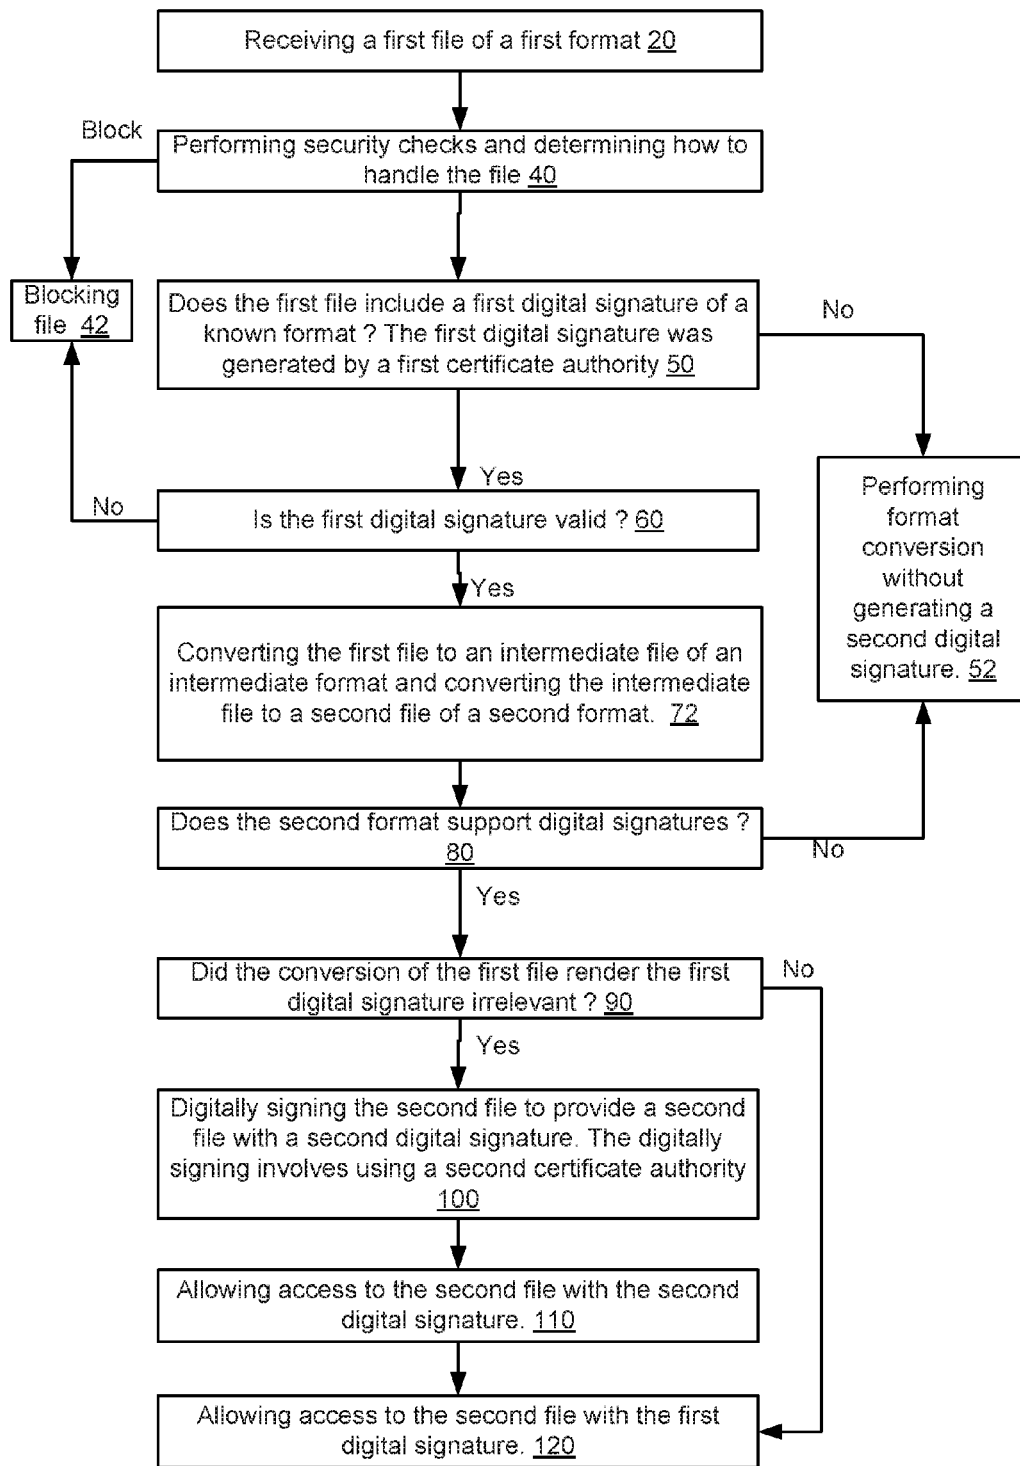 Receiving a first file of a first format 20
Block
Performing security checks and determining how to
handle the file 40
Blocking
file 42
Does the first file include a first digital signature of a
known format ? The first digital signature was
generated by a first certificate authority 50
No
Yes
No
Is the first digital signature valid ? 60
Performing
format
conversion
without
generating a
second digital
signature. 52
Yes
Converting the first file to an intermediate file of an
intermediate format and converting the intermediate
file to a second file of a second format. 72
Does the second format support digital signatures ?
80
No
Yes
Did the conversion of the first file render the first
digital signature irrelevant ? 90
No
Yes
Digitally signing the second file to provide a second
file with a second digital signature. The digitally
signing involves using a second certificate authority
100
Allowing access to the second file with the second
digital signature. 110
Allowing access to the second file with the first
digital signature. 120